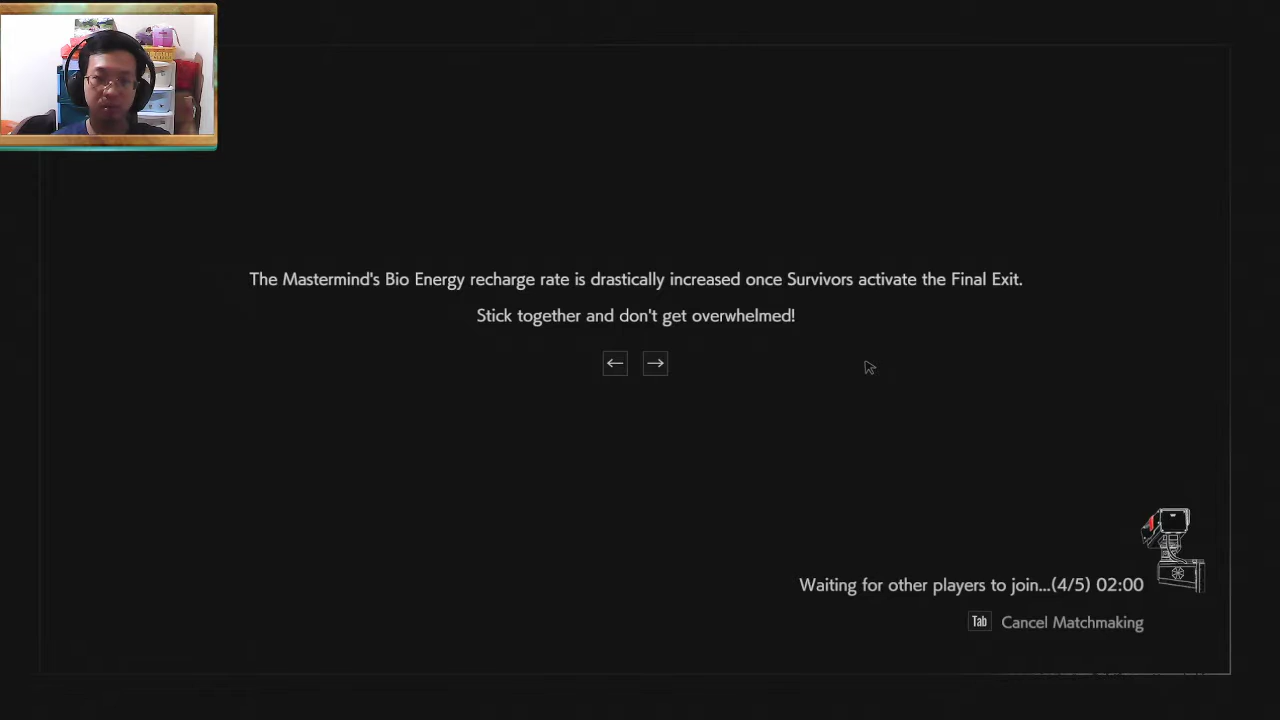 The Mastermind's Bio Energy recharge rate is drastically increased once Survivors activate the Final Exit.
Stick together and don't get overwhelmed!
← →
Waiting for other players to join...(4/5) 02:00
Tab Cancel Matchmaking